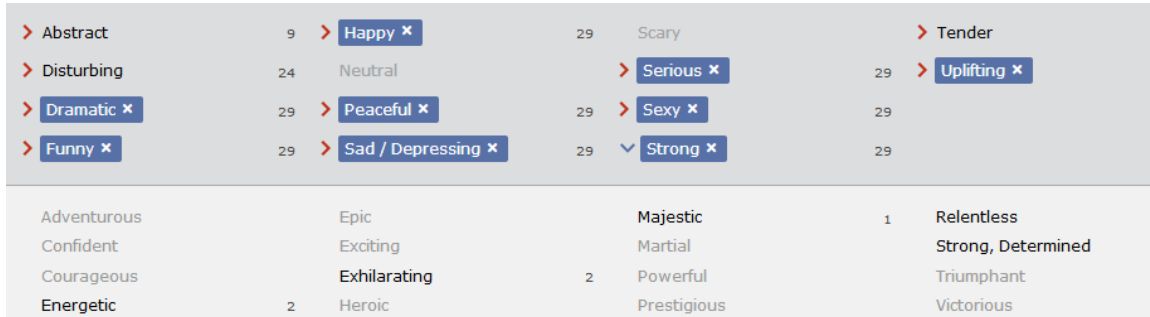 Abstract 9 Happy × 29 Scary Tender
Disturbing 24 Neutral Serious × 29 Uplifting ×
Dramatic × 29 Peaceful × 29 Sexy × 29
Funny × 29 Sad / Depressing × 29 Strong × 29
Adventurous Epic Majestic 1 Relentless
Confident Exciting Martial Strong, Determined
Courageous Exhilarating 2 Powerful Triumphant
Energetic 2 Heroic Prestigious Victorious